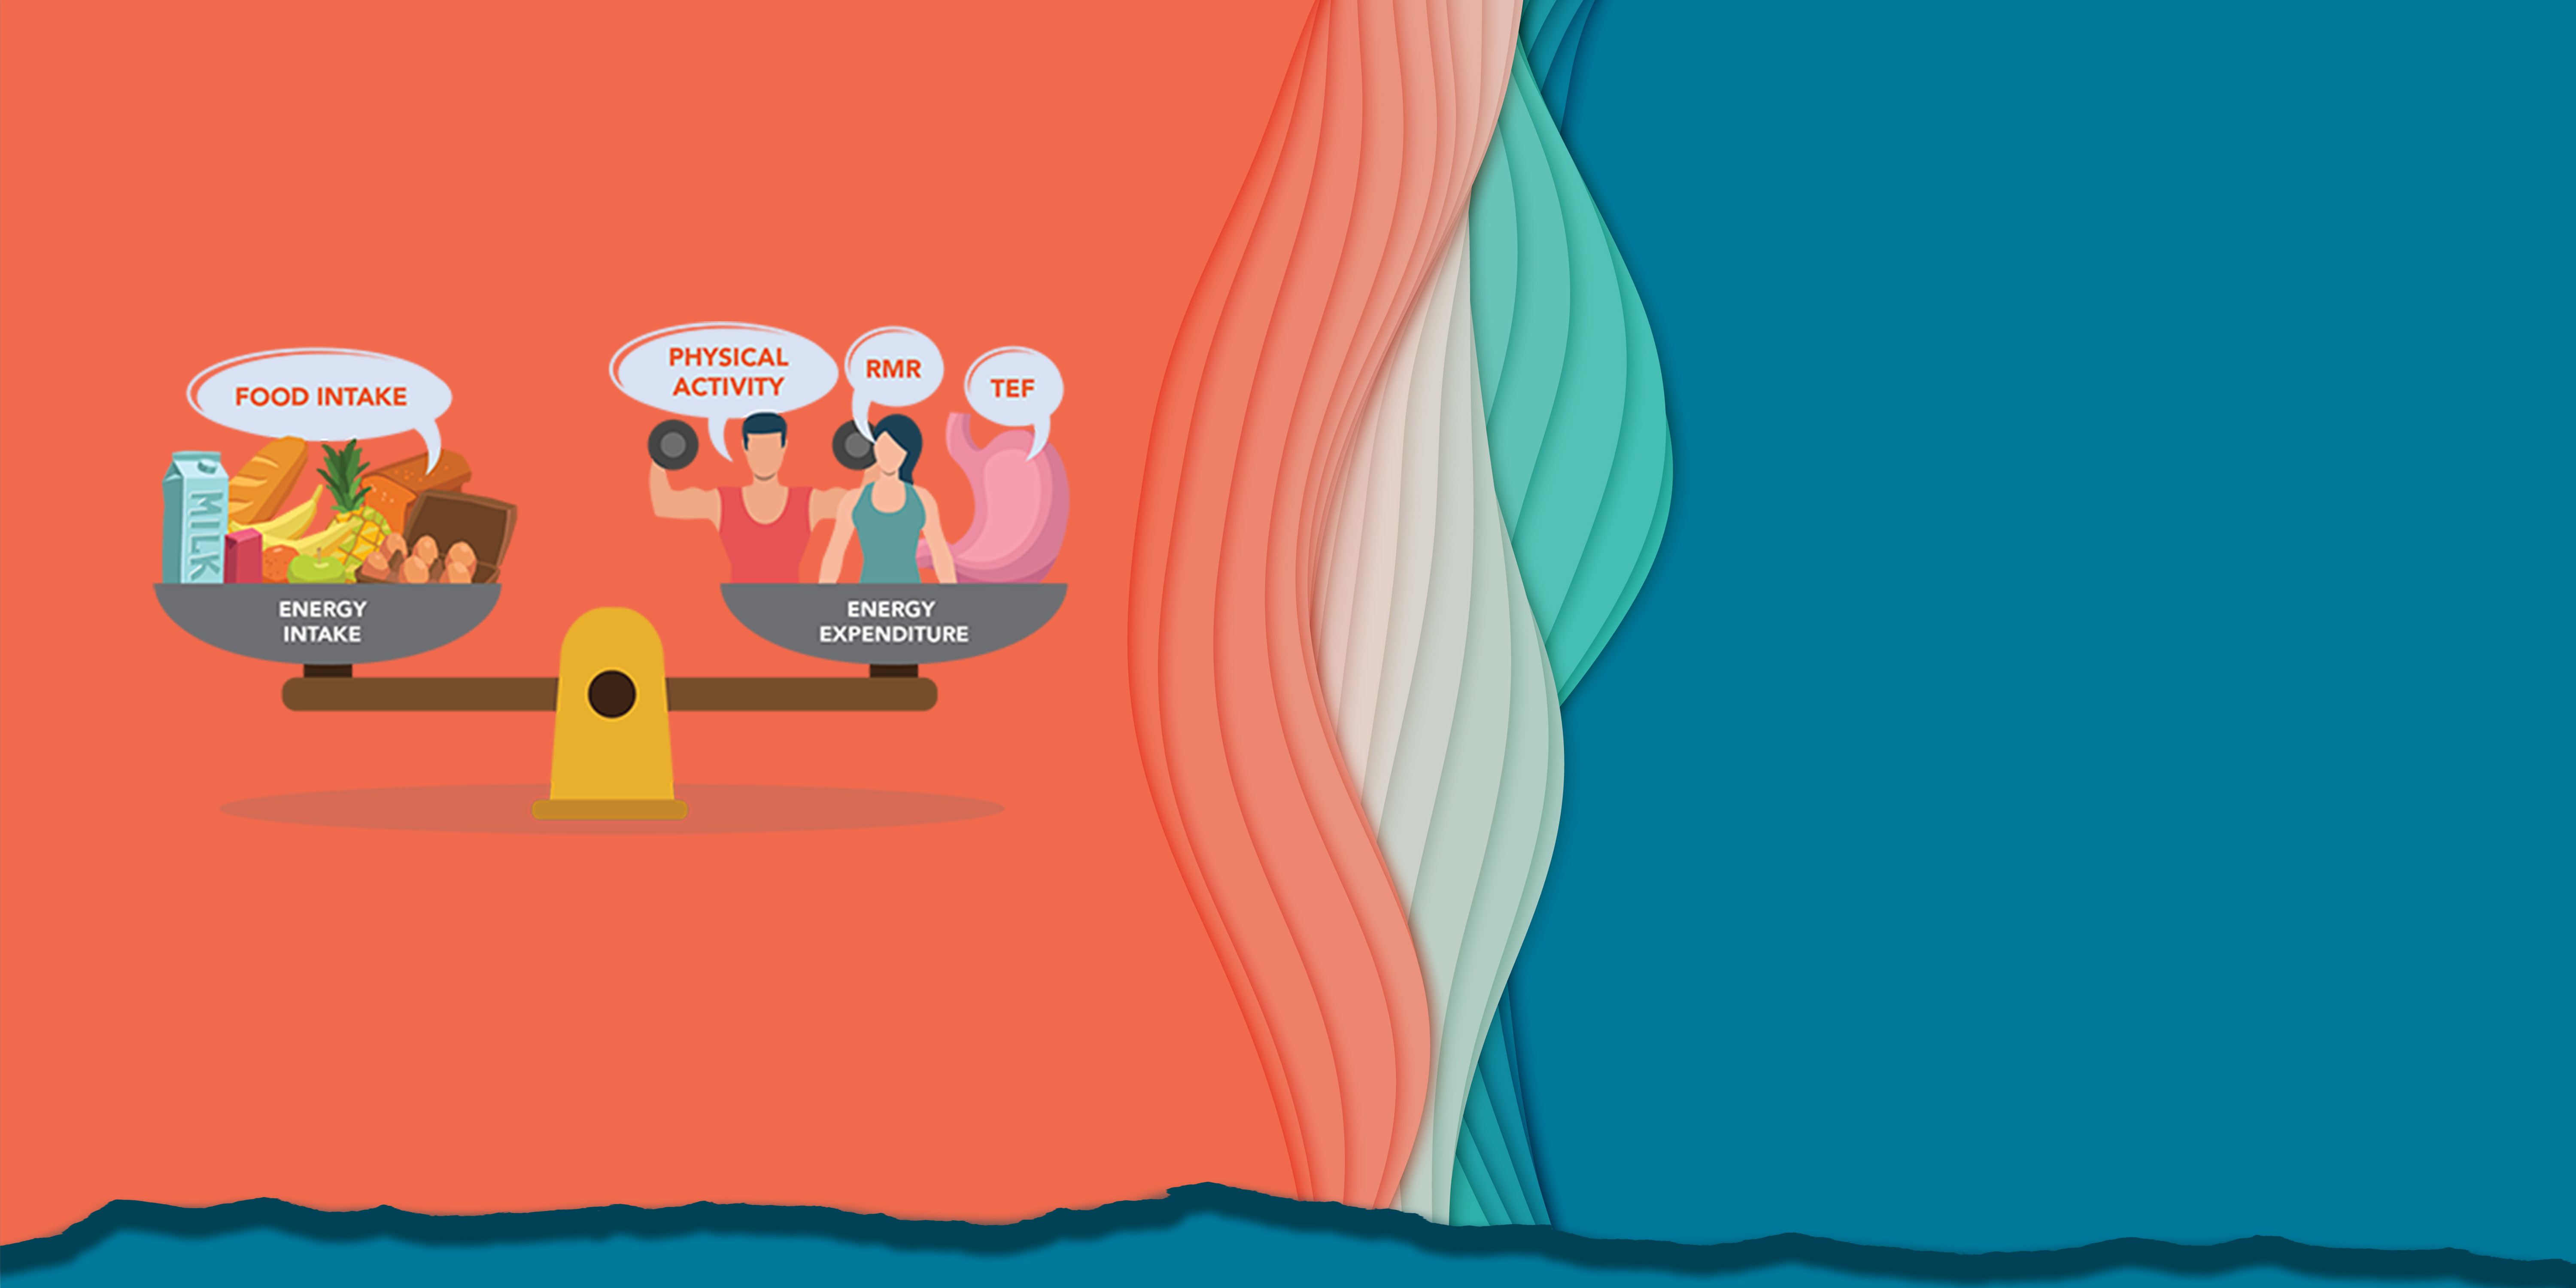 FOOD INTAKE
PHYSICAL
ACTIVITY
RMR
TEF
MILK
ENERGY
INTAKE
ENERGY
EXPENDITURE